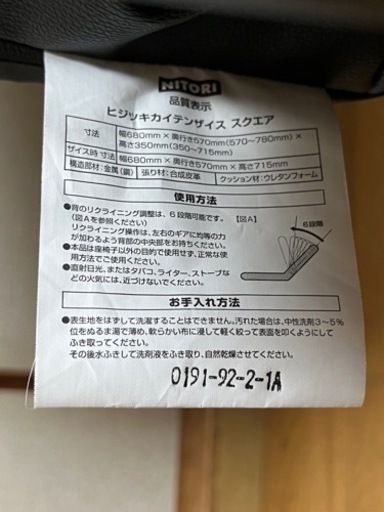 NITORI
品質表示
ヒジツキカイテンザイス スクエア
寸法 幅680mm×奥行き570mm(570~780mm)×
高さ350mm(350~715mm)
ザイス時 寸法 幅680mm×奥行き570mm×高さ715mm
構造部材:金属(鋼) 張り材:合成皮革 クッション材:ウレタンフォーム
使用方法
●背のリクライニング調整は、6段階可能です。 【図A】
(図Aを参照ください) 6段階
リクライング操作は、左右のギアに均等の力
が加わるよう背部の中央部をお持ちください。
●本品は座椅子以外の目的で使用せず、正常な使
用方法でご使用ください。
●直射日光、またはタバコ、ライター、ストーブな
どの火気には、近づけないでください。
お手入れ方法
●表生地をはずして洗濯することはできません。汚れた場合は、中性洗剤3~5%
位をぬるま湯で薄め、軟らかい布に浸して軽く絞って表面を叩くようにして
ふき取ってください。
その後水ふきして洗剤液をふき取り、自然乾燥させてください。
0191-92-2-1A